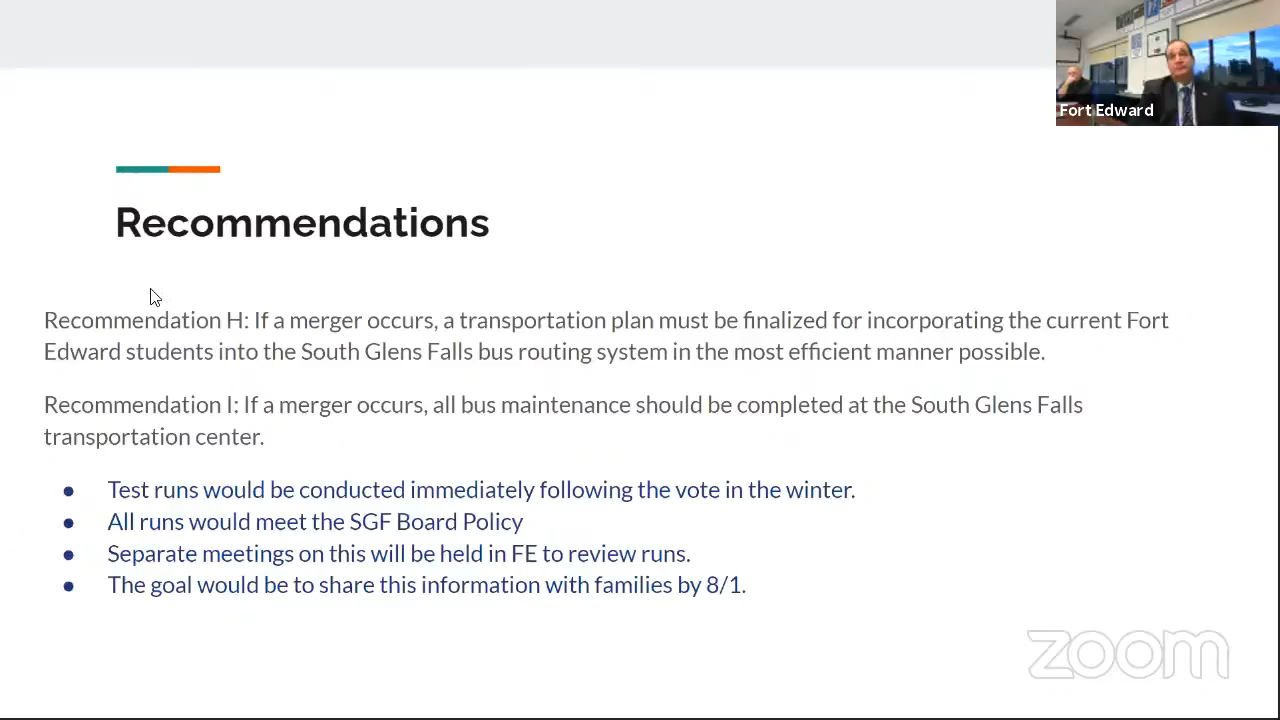 Fort Edward
Recommendations
Recommendation H: If a merger occurs, a transportation plan must be finalized for incorporating the current Fort
Edward students into the South Glens Falls bus routing system in the most efficient manner possible.
Recommendation I: If a merger occurs, all bus maintenance should be completed at the South Glens Falls
transportation center.
● Test runs would be conducted immediately following the vote in the winter.
● All runs would meet the SGF Board Policy
● Separate meetings on this will be held in FE to review runs.
● The goal would be to share this information with families by 8/1.
zoom